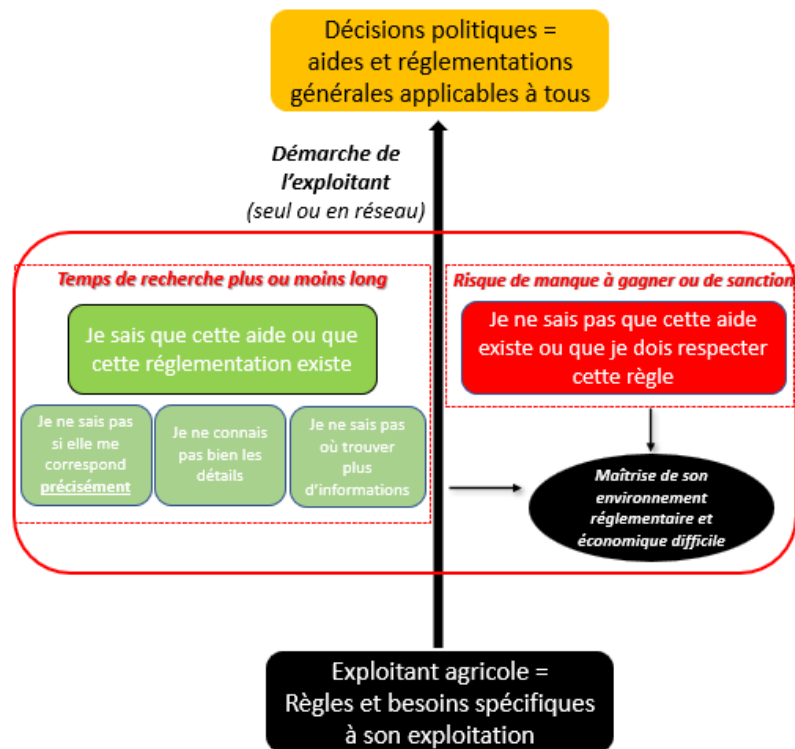 Décisions politiques =
aides et réglementations
générales applicables à tous
Démarche de
l'exploitant
(seul ou en réseau)
Temps de recherche plus ou moins long
Je sais que cette aide ou que
cette réglementation existe
Je ne sais pas
si elle me
correspond
précisément
Je ne connais
pas bien les
détails
Je ne sais pas
où trouver
plus
d'informations
Risque de manque à gagner ou de sanction
Je ne sais pas que cette aide
existe ou que je dois respecter
cette règle
Maîtrise de son
environnement
réglementaire et
économique difficile
Exploitant agricole =
Règles et besoins spécifiques
à son exploitation